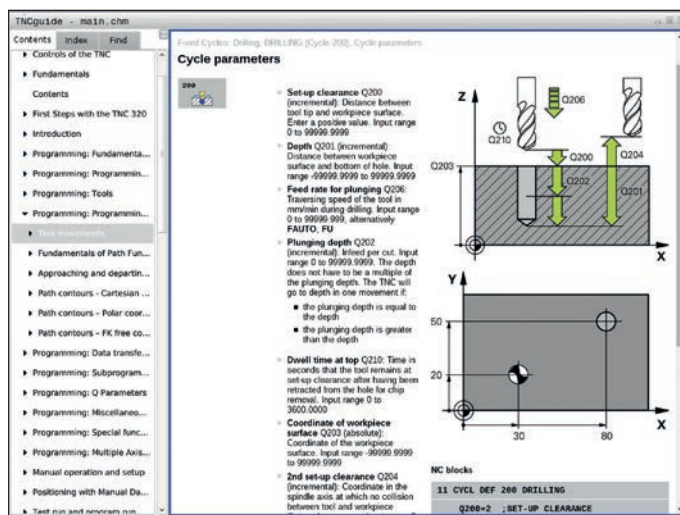 TNCguide - main.chm
Contents Index Find
Controls of the TNC
Fundamentals
Contents
First Steps with the TNC 320
Introduction
Programming: Fundamenta...
Programming: Programmin...
Programming: Tools
Programming: Programmin...
Tool movements
Fundamentals of Path Fun...
Approaching and departin...
Path contours - Cartesian ...
Path contours - Polar coor...
Path contours - FK free co...
Programming: Data transfe...
Programming: Subprogram...
Programming: Q Parameters
Programming: Miscellaneo...
Programming: Special func...
Programming: Multiple Axis...
Manual operation and setup
Positioning with Manual Da...
Test run and program run
Fixed Cycles: Drilling, DRILLING (Cycle 200), Cycle parameters
Cycle parameters
200
Set-up clearance Q200
(incremental): Distance between
tool tip and workpiece surface.
Enter a positive value. Input range
0 to 99999.9999
Depth Q201 (incremental):
Distance between workpiece
surface and bottom of hole. Input
range -99999.9999 to 99999.9999
Feed rate for plunging Q206:
Traversing speed of the tool in
mm/min during drilling. Input range
0 to 99999.999, alternatively
FAUTO, FU
Plunging depth Q202
(incremental): Infeed per cut. Input
range 0 to 99999.9999. The depth
does not have to be a multiple of
the plunging depth. The TNC will
go to depth in one movement if:
the plunging depth is equal to
the depth
the plunging depth is greater
than the depth
Dwell time at top Q210: Time in
seconds that the tool remains at
set-up clearance after having been
retracted from the hole for chip
removal. Input range 0 to
3600.0000
Coordinate of workpiece
surface Q203 (absolute):
Coordinate of the workpiece
surface. Input range -99999.9999
to 99999.9999
2nd set-up clearance Q204
(incremental): Coordinate in the
spindle axis at which no collision
between tool and workpiece
Z
Q206
Q210
Q200
Q204
Q203
Q202
Q201
X
Y
50
20
X
30
80
NC blocks
11 CYCL DEF 200 DRILLING
Q200=2 ;SET-UP CLEARANCE